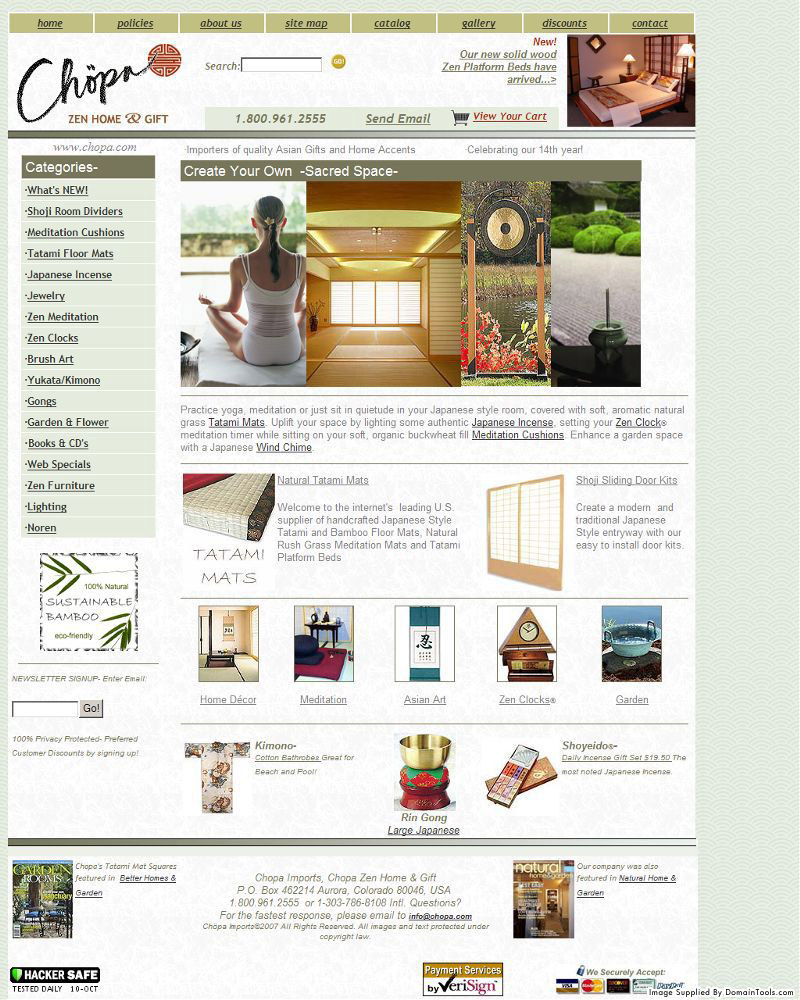 home policies about us site map catalog gallery discounts contact
Chöpa
ZEN HOME & GIFT
Search:
GO!
New!
Our new solid wood
Zen Platform Beds have
arrived...>
1.800.961.2555 Send Email View Your Cart
www.chopa.com
·Importers of quality Asian Gifts and Home Accents ·Celebrating our 14th year!
Categories-
·What's NEW!
·Shoji Room Dividers
·Meditation Cushions
·Tatami Floor Mats
·Japanese Incense
·Jewelry
·Zen Meditation
·Zen Clocks
·Brush Art
·Yukata/Kimono
·Gongs
·Garden & Flower
·Books & CD's
·Web Specials
·Zen Furniture
·Lighting
·Noren
100% Natural
SUSTAINABLE
BAMBOO
eco-friendly
NEWSLETTER SIGNUP- Enter Email:
Go!
100% Privacy Protected- Preferred
Customer Discounts by signing up!
Create Your Own -Sacred Space-
Practice yoga, meditation or just sit in quietude in your Japanese style room, covered with soft, aromatic natural
grass Tatami Mats. Uplift your space by lighting some authentic Japanese Incense, setting your Zen Clock®
meditation timer while sitting on your soft, organic buckwheat fill Meditation Cushions. Enhance a garden space
with a Japanese Wind Chime.
TATAMI
MATS
Natural Tatami Mats
Welcome to the internet's leading U.S.
supplier of handcrafted Japanese Style
Tatami and Bamboo Floor Mats, Natural
Rush Grass Meditation Mats and Tatami
Platform Beds
Shoji Sliding Door Kits
Create a modern and
traditional Japanese
Style entryway with our
easy to install door kits.
忍
Home Décor Meditation Asian Art Zen Clocks® Garden
Kimono-
Cotton Bathrobes Great for
Beach and Pool!
Rin Gong
Large Japanese
Shoyeido®-
Daily Incense Gift Set $19.50 The
most noted Japanese Incense.
GARDEN
ROOMS
sanctuary
Chopa's Tatami Mat Squares
featured in Better Homes &
Garden
Chopa Imports, Chopa Zen Home & Gift
P.O. Box 462214 Aurora, Colorado 80046, USA
1.800.961.2555 or 1-303-786-8108 Intl. Questions?
For the fastest response, please email to info@chopa.com
Chopa Imports©2007 All Rights Reserved. All images and text protected under
copyright law.
natural
home&garden
Our company was also
featured in Natural Home &
Garden
HACKER SAFE
TESTED DAILY 10-OCT
Payment Services
by VeriSign
We Securely Accept:
VISA
PayPal
Image Supplied By DomainTools.com